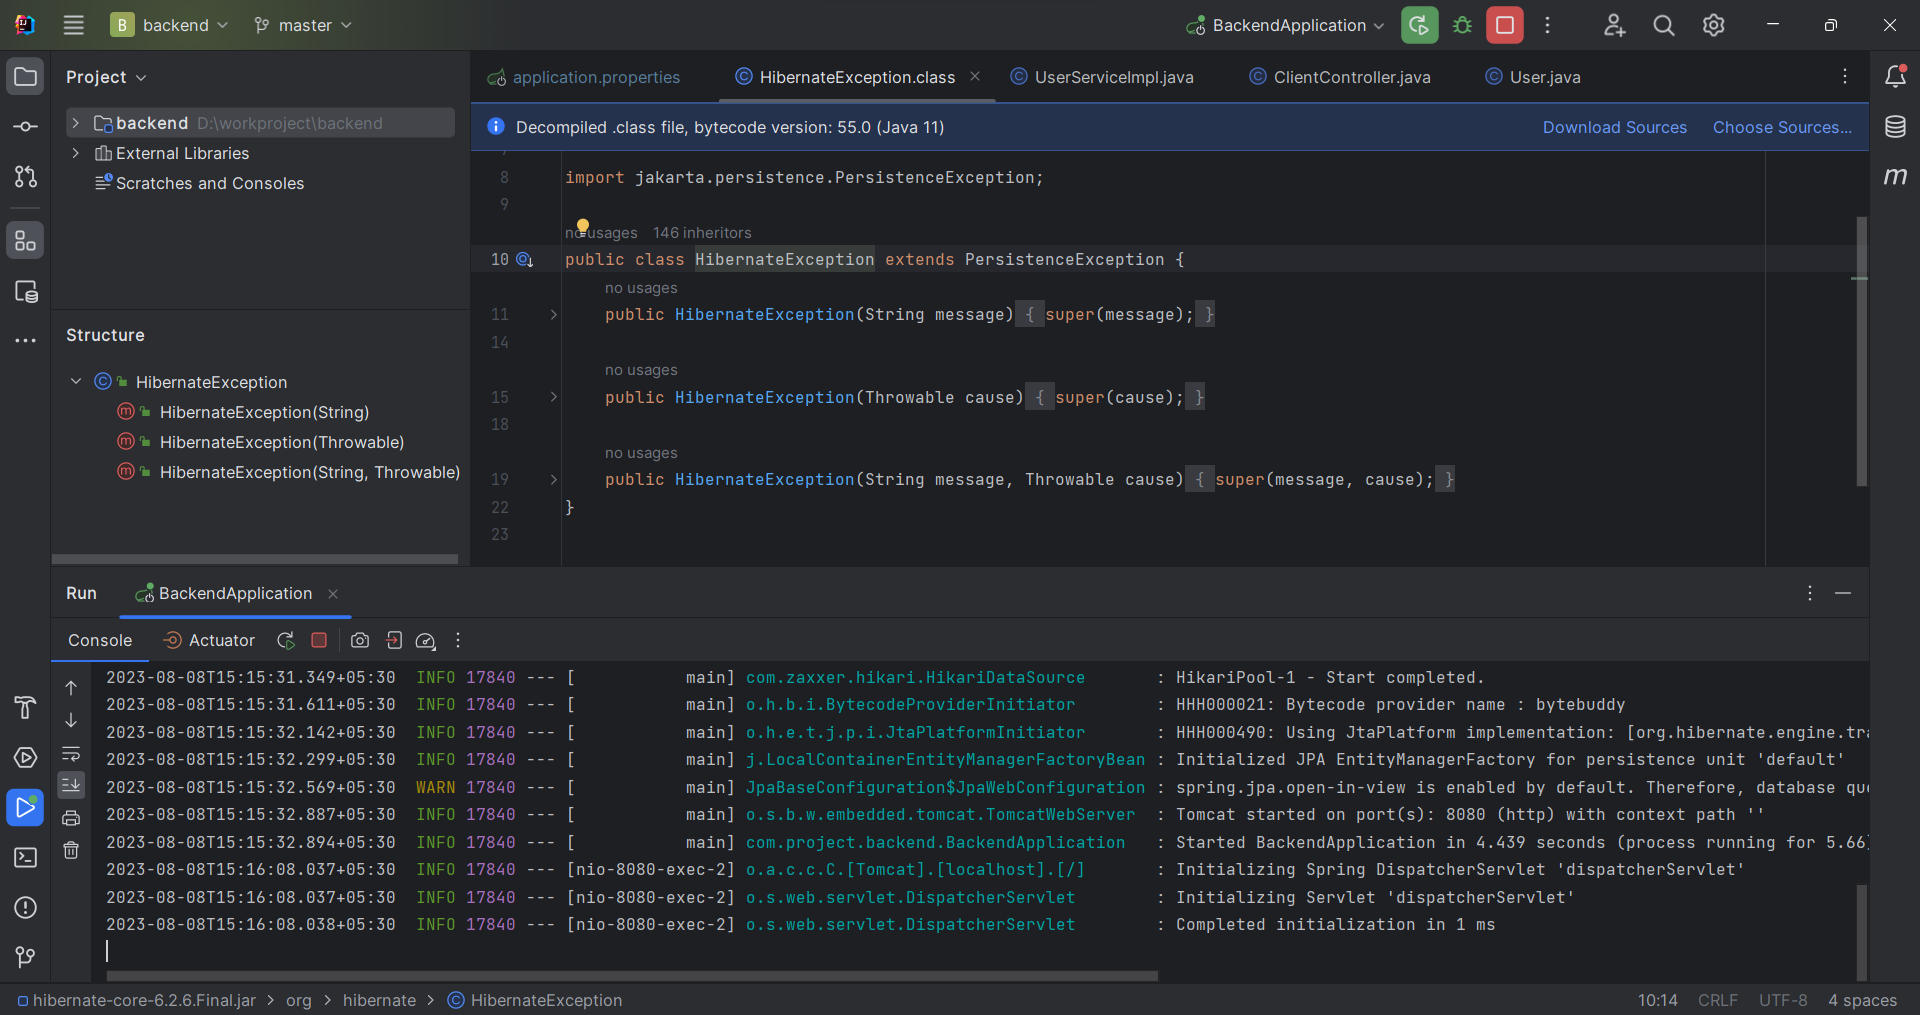 B backend master BackendApplication
Project
backend D:\workproject\backend
External Libraries
Scratches and Consoles
Structure
HibernateException
HibernateException(String)
HibernateException(Throwable)
HibernateException(String, Throwable)
application.properties HibernateException.class UserServiceImpl.java ClientController.java User.java
Decompiled .class file, bytecode version: 55.0 (Java 11) Download Sources Choose Sources...
8 import jakarta.persistence.PersistenceException;
9
no usages 146 inheritors
10 public class HibernateException extends PersistenceException {
no usages
11 public HibernateException(String message) { super(message); }
14
no usages
15 public HibernateException(Throwable cause) { super(cause); }
18
no usages
19 public HibernateException(String message, Throwable cause) { super(message, cause); }
22 }
23
Run BackendApplication
Console Actuator
2023-08-08T15:15:31.349+05:30 INFO 17840 --- [ main] com.zaxxer.hikari.HikariDataSource : HikariPool-1 - Start completed.
2023-08-08T15:15:31.611+05:30 INFO 17840 --- [ main] o.h.b.i.BytecodeProviderInitiator : HHH000021: Bytecode provider name : bytebuddy
2023-08-08T15:15:32.142+05:30 INFO 17840 --- [ main] o.h.e.t.j.p.i.JtaPlatformInitiator : HHH000490: Using JtaPlatform implementation: [org.hibernate.engine.tra
2023-08-08T15:15:32.299+05:30 INFO 17840 --- [ main] j.LocalContainerEntityManagerFactoryBean : Initialized JPA EntityManagerFactory for persistence unit 'default'
2023-08-08T15:15:32.569+05:30 WARN 17840 --- [ main] JpaBaseConfiguration$JpaWebConfiguration : spring.jpa.open-in-view is enabled by default. Therefore, database que
2023-08-08T15:15:32.887+05:30 INFO 17840 --- [ main] o.s.b.w.embedded.tomcat.TomcatWebServer : Tomcat started on port(s): 8080 (http) with context path ''
2023-08-08T15:15:32.894+05:30 INFO 17840 --- [ main] com.project.backend.BackendApplication : Started BackendApplication in 4.439 seconds (process running for 5.66
2023-08-08T15:16:08.037+05:30 INFO 17840 --- [nio-8080-exec-2] o.a.c.c.C.[Tomcat].[localhost].[/] : Initializing Spring DispatcherServlet 'dispatcherServlet'
2023-08-08T15:16:08.037+05:30 INFO 17840 --- [nio-8080-exec-2] o.s.web.servlet.DispatcherServlet : Initializing Servlet 'dispatcherServlet'
2023-08-08T15:16:08.038+05:30 INFO 17840 --- [nio-8080-exec-2] o.s.web.servlet.DispatcherServlet : Completed initialization in 1 ms
hibernate-core-6.2.6.Final.jar > org > hibernate > HibernateException 10:14 CRLF UTF-8 4 spaces